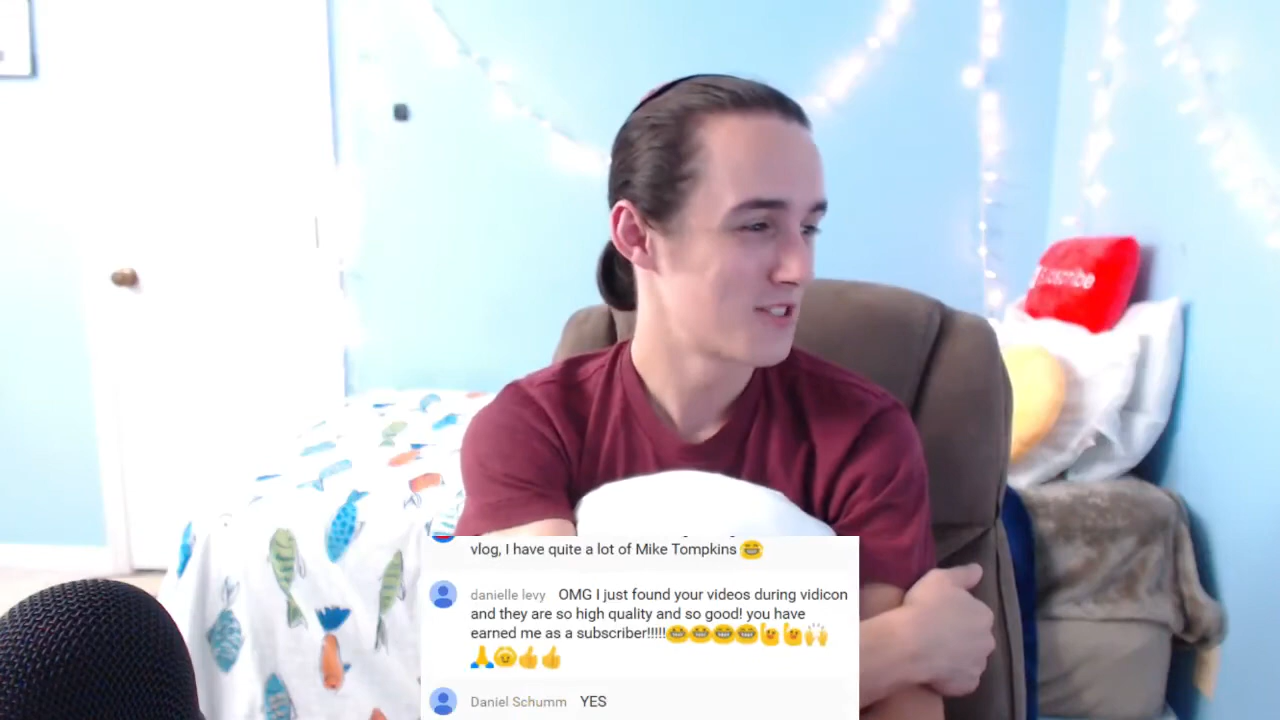 Subscribe
vlog, I have quite a lot of Mike Tompkins 😂
danielle levy OMG I just found your videos during vidicon
and they are so high quality and so good! you have
earned me as a subscriber!!!!!😂😂😂😂🙋🙋🙌
🙏☺👍👍
Daniel Schumm YES